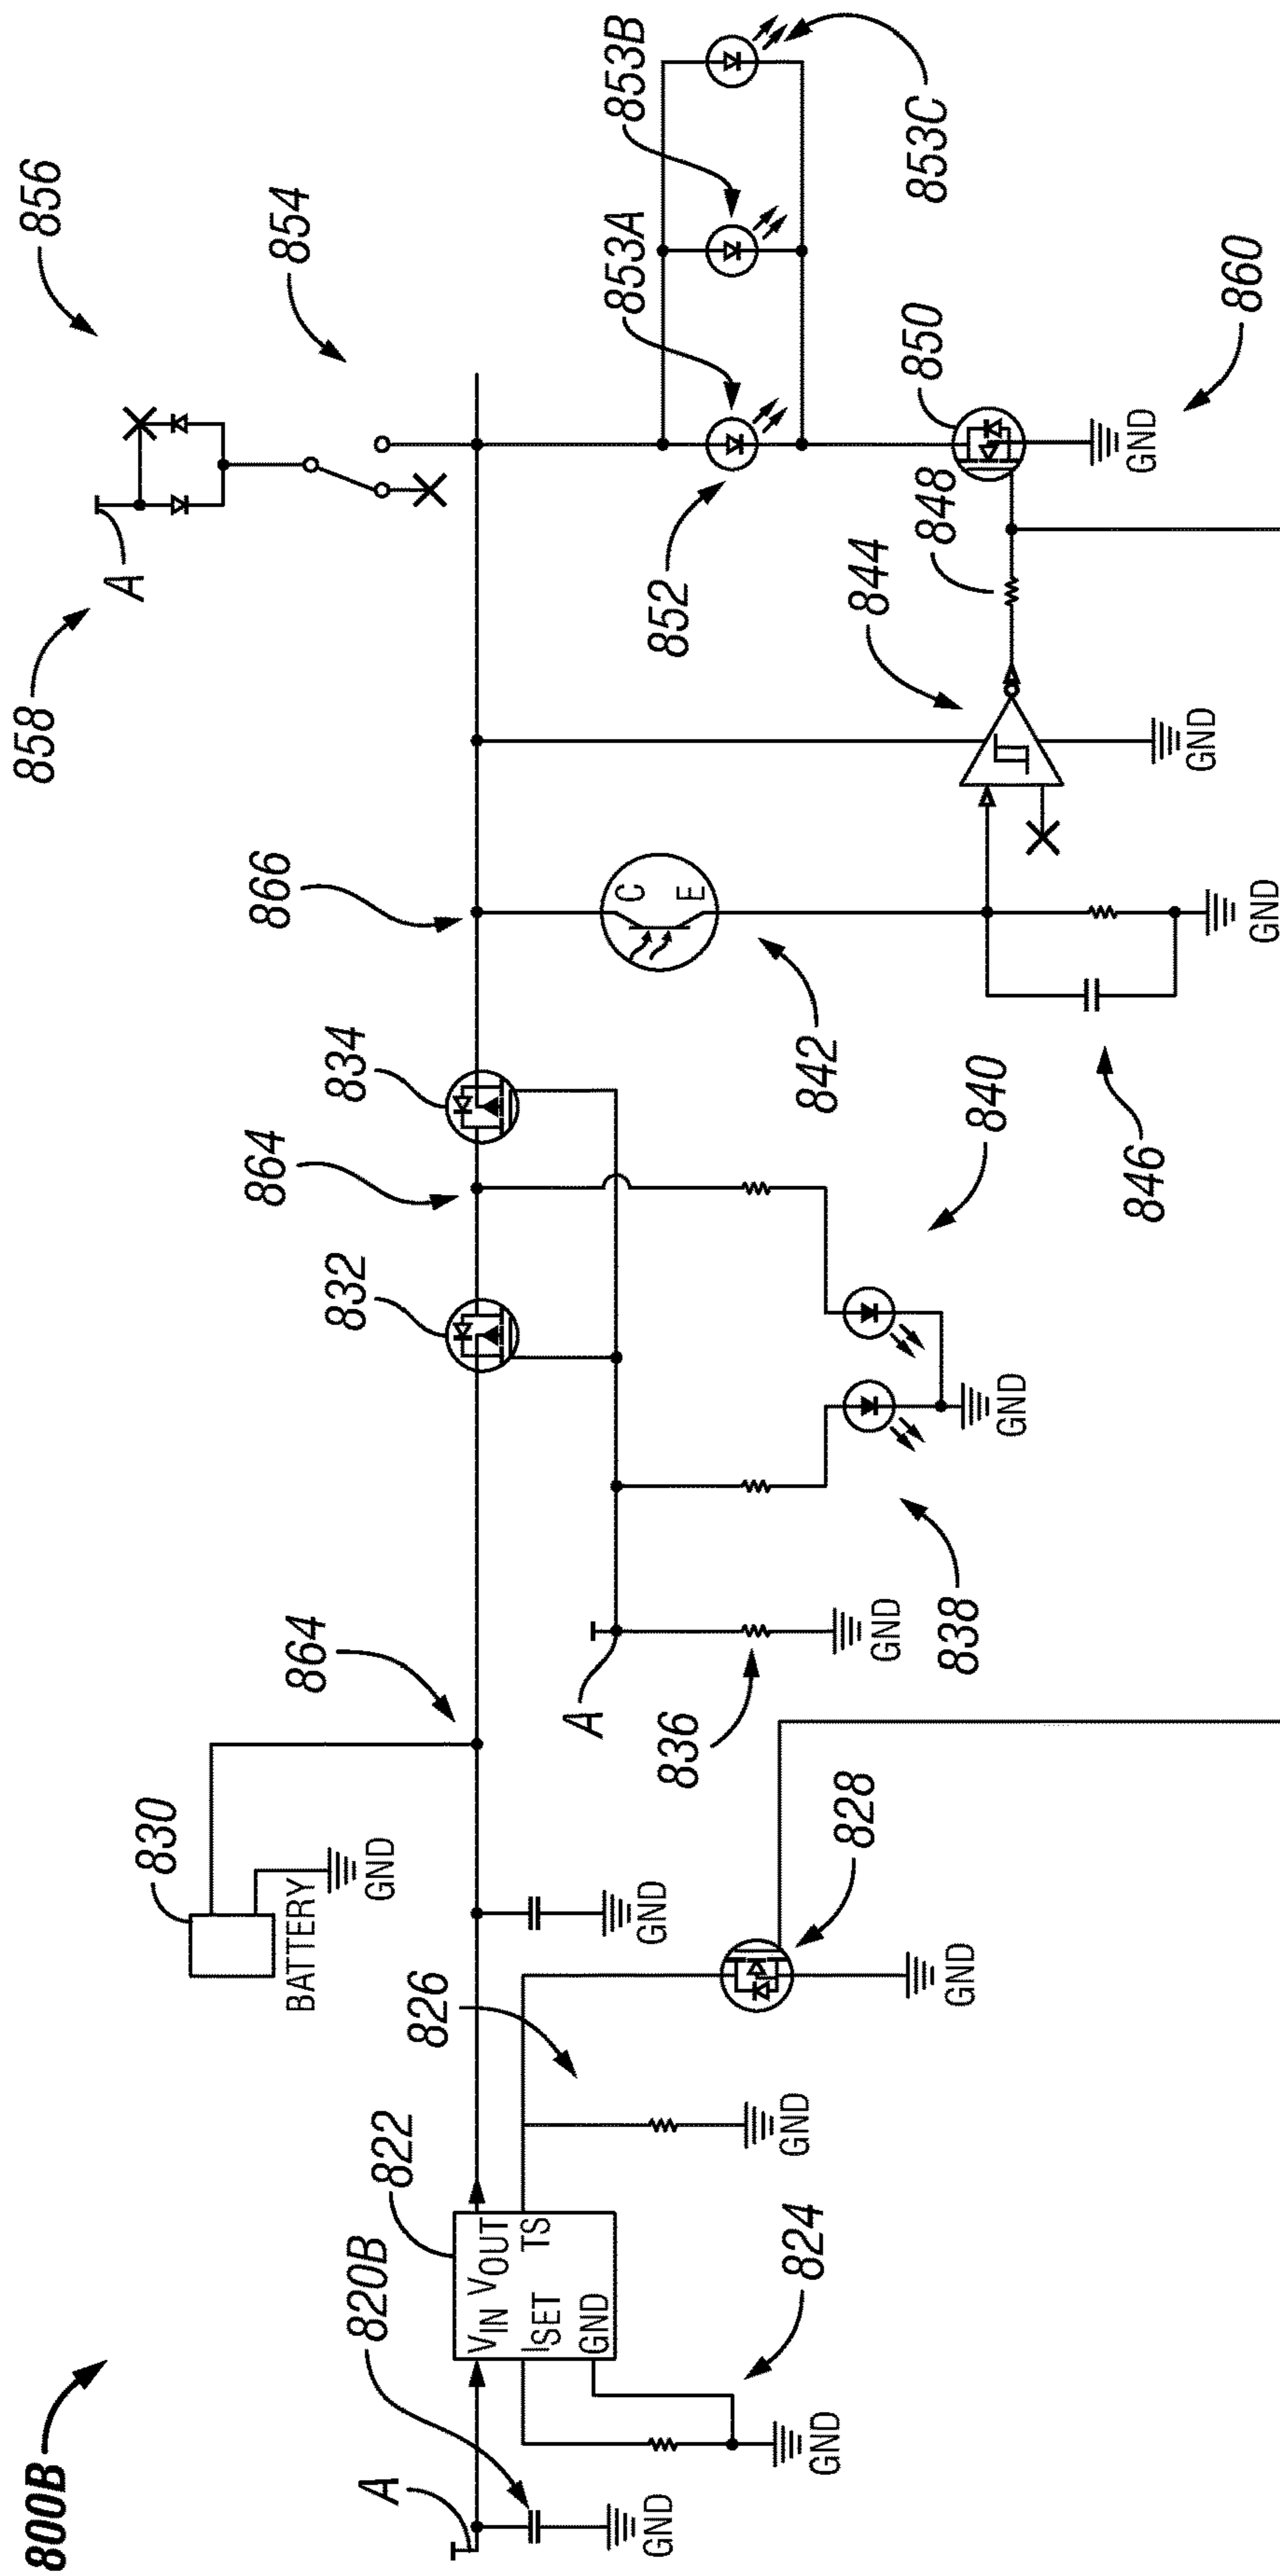 800B
A
820B
GND
VIN VOUT
ISET TS
GND
822
824
GND
826
GND
828
GND
GND
830
BATTERY
GND
864
A
836
GND
838
GND
840
832
864
834
866
C
E
842
846
GND
844
GND
848
850
GND
860
852
853A
853B
853C
854
856
858
A